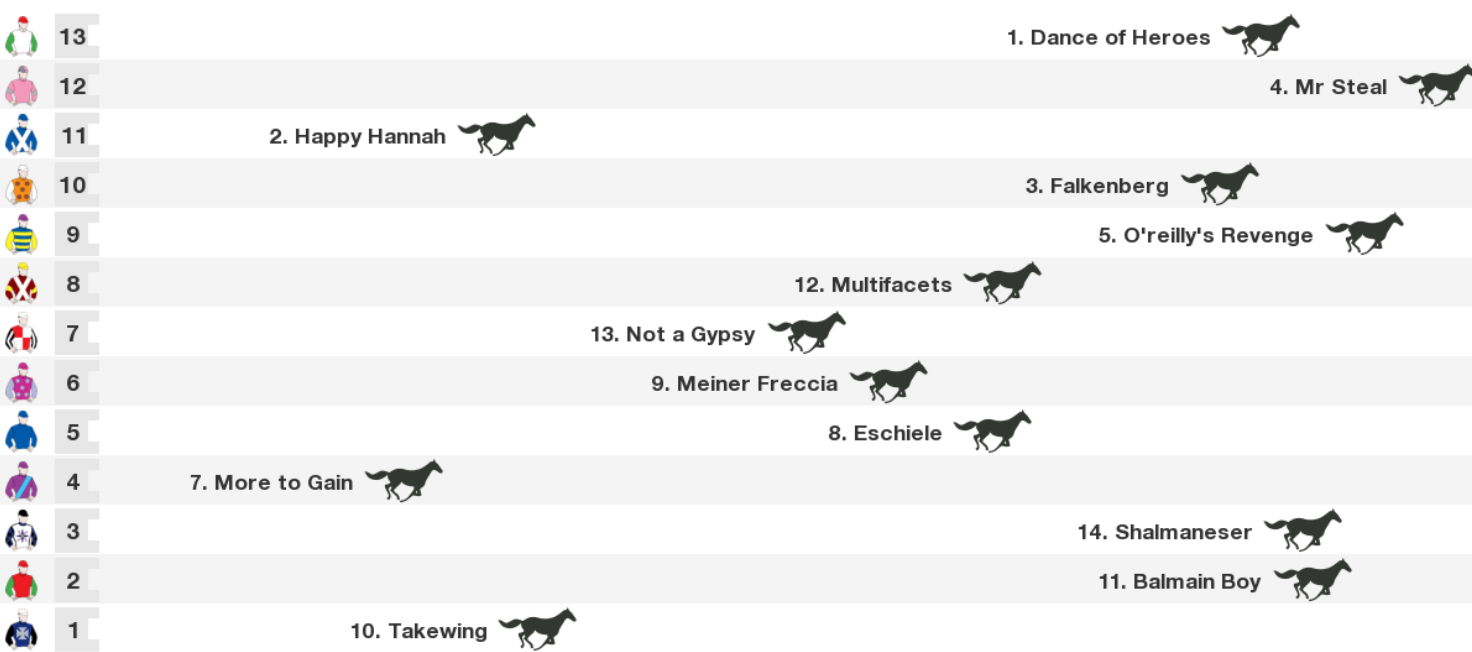 13 1. Dance of Heroes
12 4. Mr Steal
11 2. Happy Hannah
10 3. Falkenberg
9 5. O'reilly's Revenge
8 12. Multifacets
7 13. Not a Gypsy
6 9. Meiner Freccia
5 8. Eschiele
4 7. More to Gain
3 14. Shalmaneser
2 11. Balmain Boy
1 10. Takewing